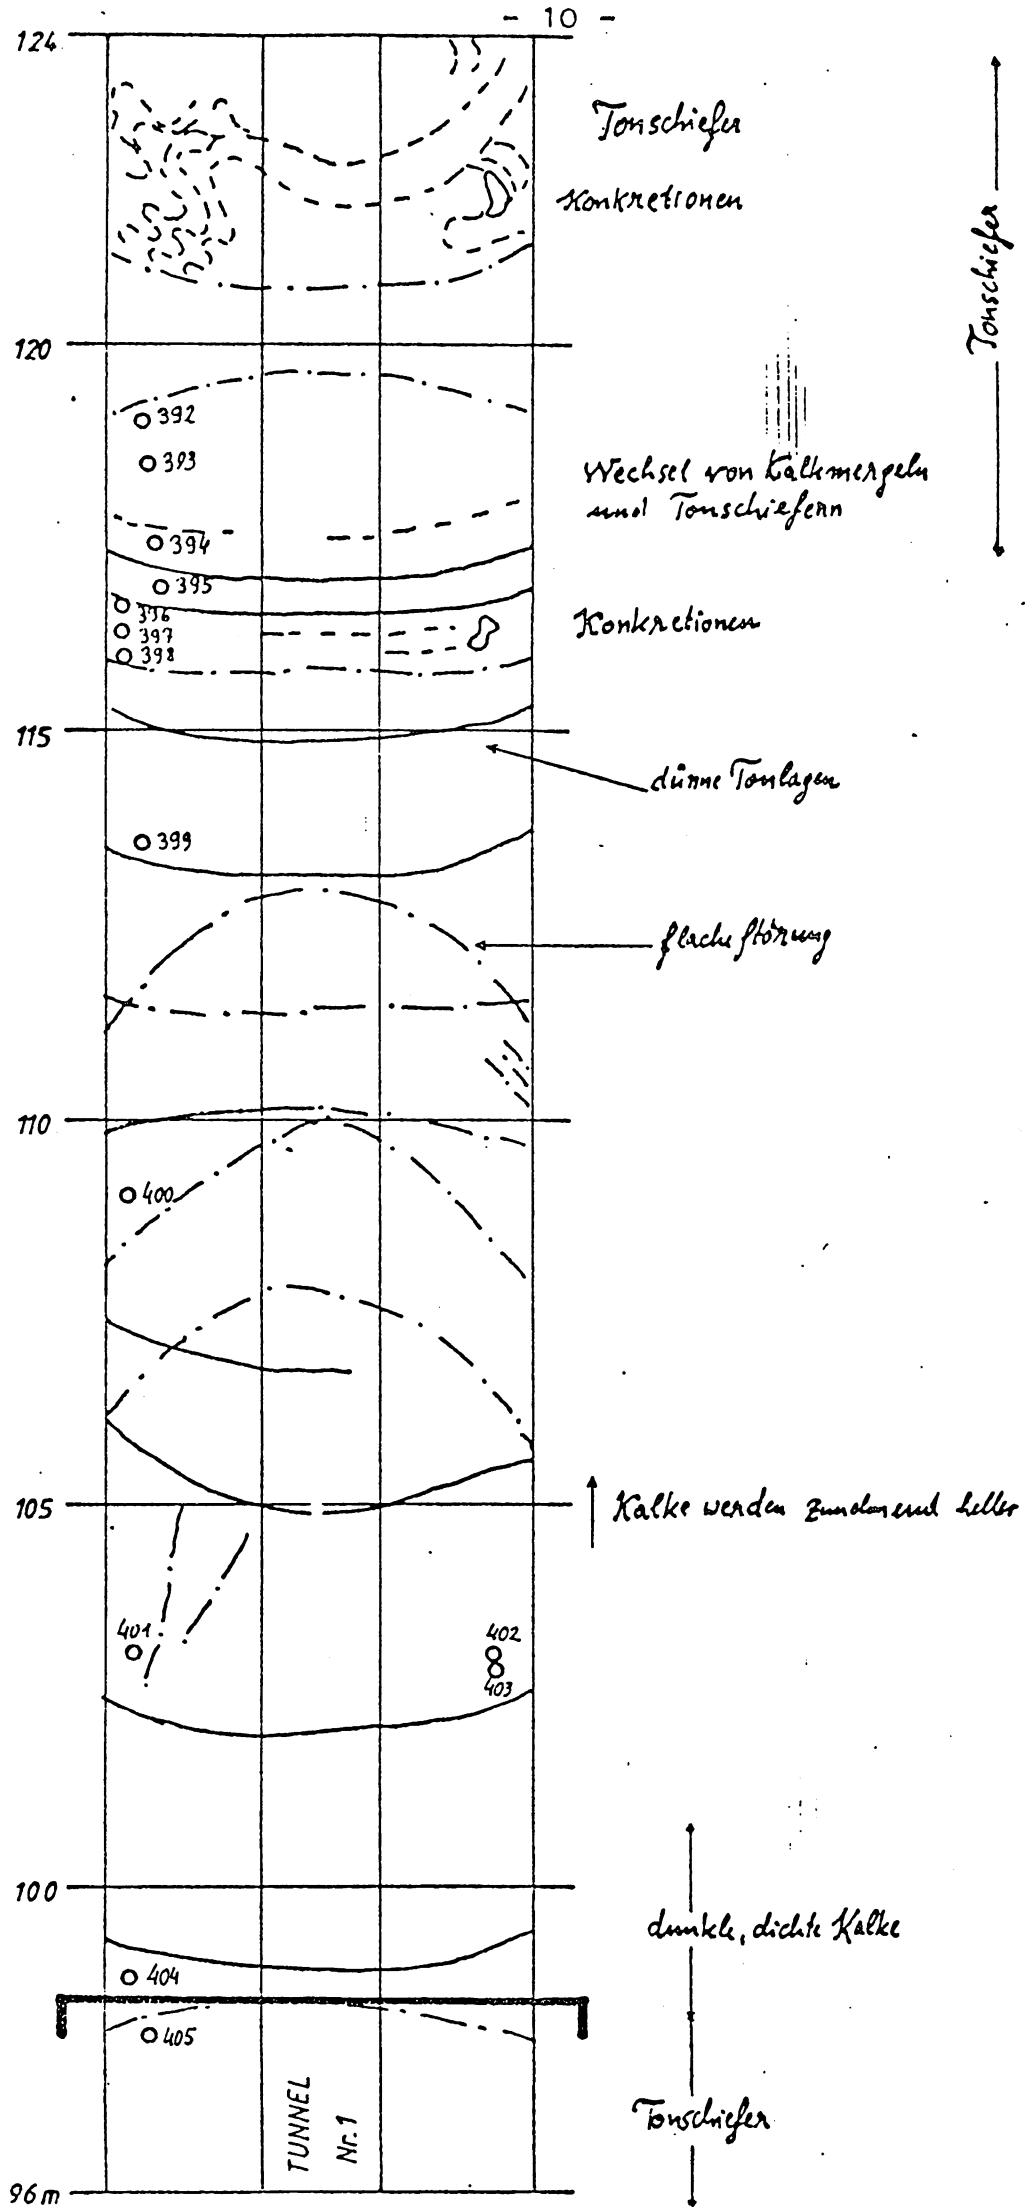 - 10 -
124
Tonschiefer
Konkretionen
Tonschiefer
120
392
393
Wechsel von Kalkmergeln
und Tonschiefern
394
395
396
397
398
Konkretionen
115
dünne Tonlagen
399
flache Störung
110
400
105
Kalke werden zunehmend heller
401
402
403
100
dunkle, dichte Kalke
404
405
TUNNEL
Nr. 1
Tonschiefer
96m